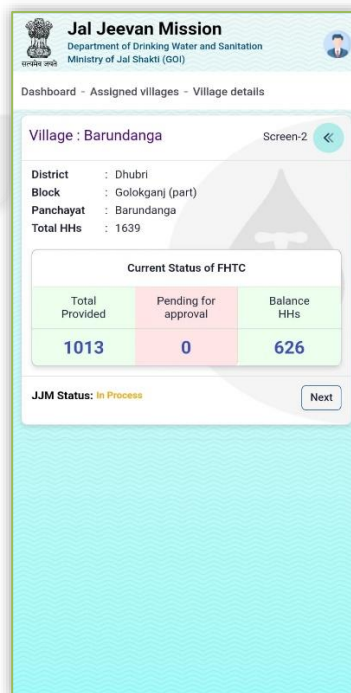 Jal Jeevan Mission
Department of Drinking Water and Sanitation
Ministry of Jal Shakti (GOI)
सत्यमेव जयते
Dashboard - Assigned villages - Village details
Village : Barundanga
Screen-2
District : Dhubri
Block : Golokganj (part)
Panchayat : Barundanga
Total HHs : 1639
Current Status of FHTC
Total Provided
Pending for approval
Balance HHs
1013
0
626
JJM Status: In Process
Next